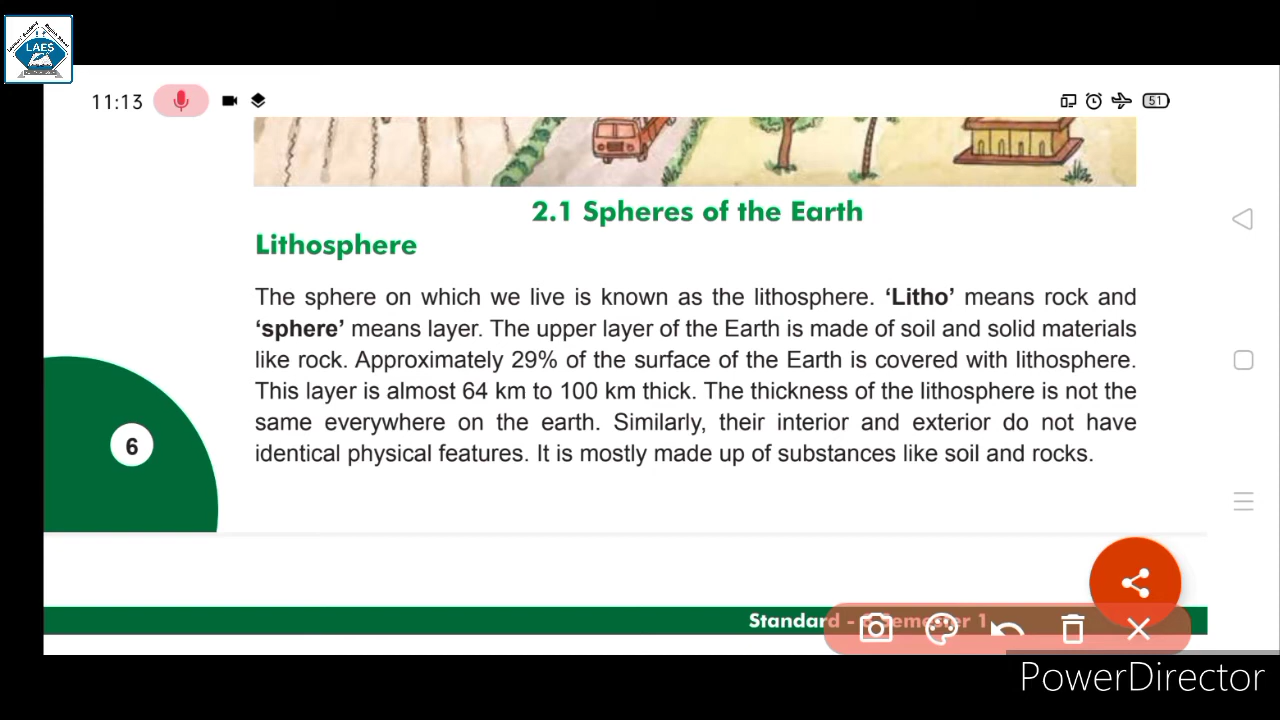 LAES
11:13
51
2.1 Spheres of the Earth
Lithosphere
The sphere on which we live is known as the lithosphere. ‘Litho’ means rock and
‘sphere’ means layer. The upper layer of the Earth is made of soil and solid materials
like rock. Approximately 29% of the surface of the Earth is covered with lithosphere.
This layer is almost 64 km to 100 km thick. The thickness of the lithosphere is not the
same everywhere on the earth. Similarly, their interior and exterior do not have
identical physical features. It is mostly made up of substances like soil and rocks.
6
Standard - Semester 1
PowerDirector